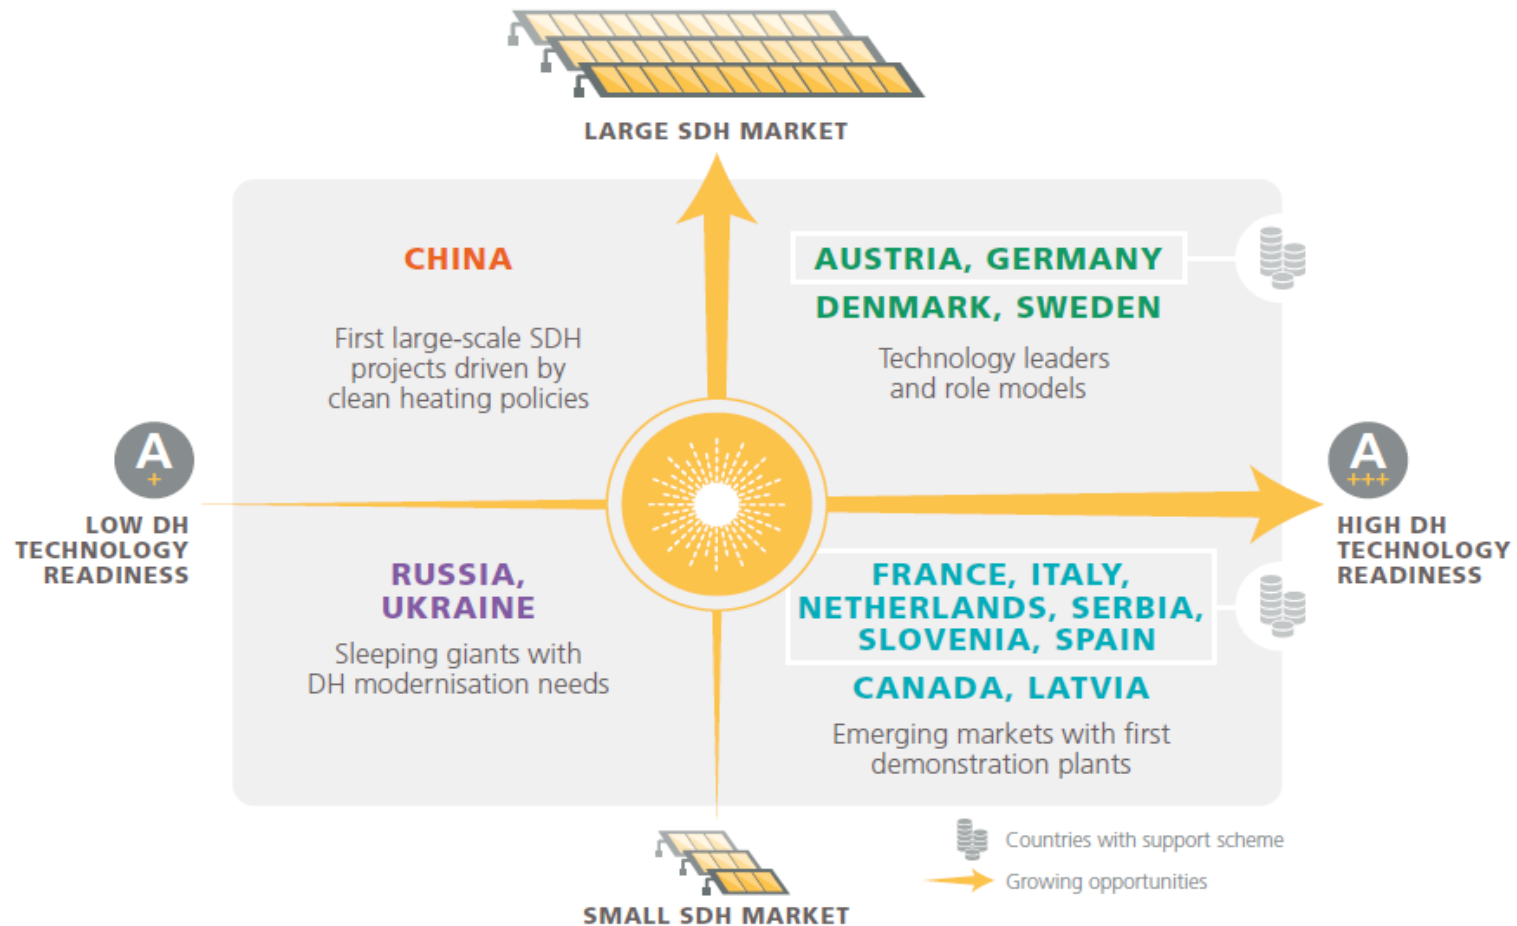 LARGE SDH MARKET
CHINA
First large-scale SDH
projects driven by
clean heating policies
AUSTRIA, GERMANY
DENMARK, SWEDEN
Technology leaders
and role models
A
+
LOW DH
TECHNOLOGY
READINESS
A
+++
HIGH DH
TECHNOLOGY
READINESS
RUSSIA,
UKRAINE
Sleeping giants with
DH modernisation needs
FRANCE, ITALY,
NETHERLANDS, SERBIA,
SLOVENIA, SPAIN
CANADA, LATVIA
Emerging markets with first
demonstration plants
SMALL SDH MARKET
Countries with support scheme
Growing opportunities